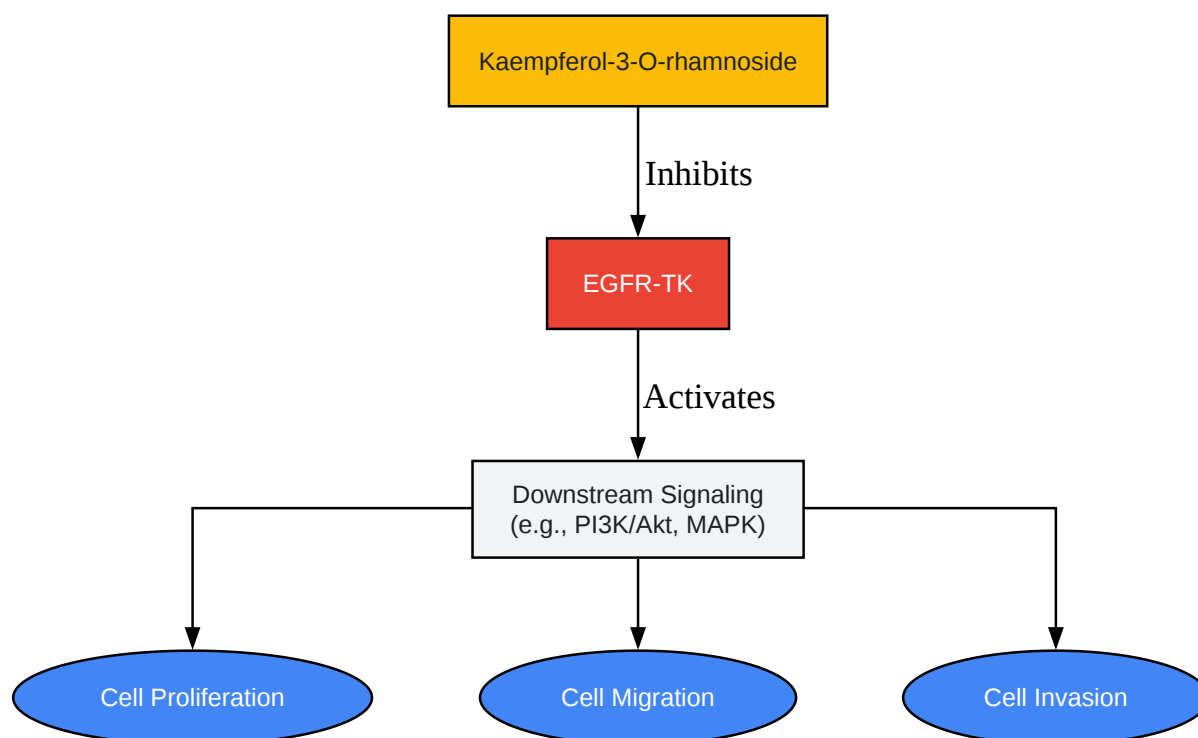 Kaempferol-3-O-rhamnoside
Inhibits
EGFR-TK
Activates
Downstream Signaling
(e.g., PI3K/Akt, MAPK)
Cell Proliferation
Cell Migration
Cell Invasion